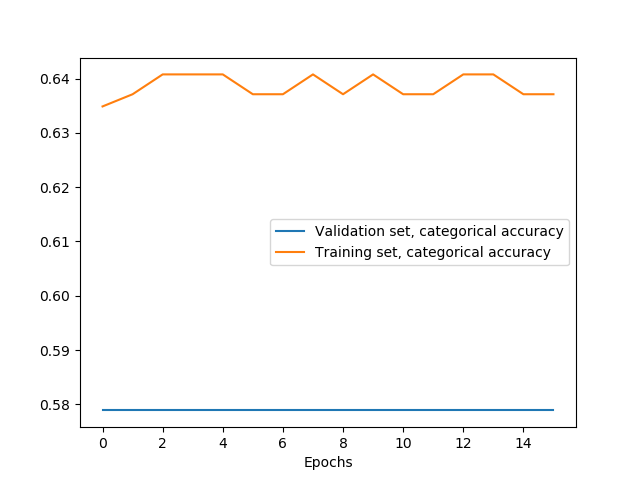 0.64
0.63
0.62
0.61
0.60
0.59
0.58
Validation set, categorical accuracy
Training set, categorical accuracy
0 2 4 6 8 10 12 14
Epochs